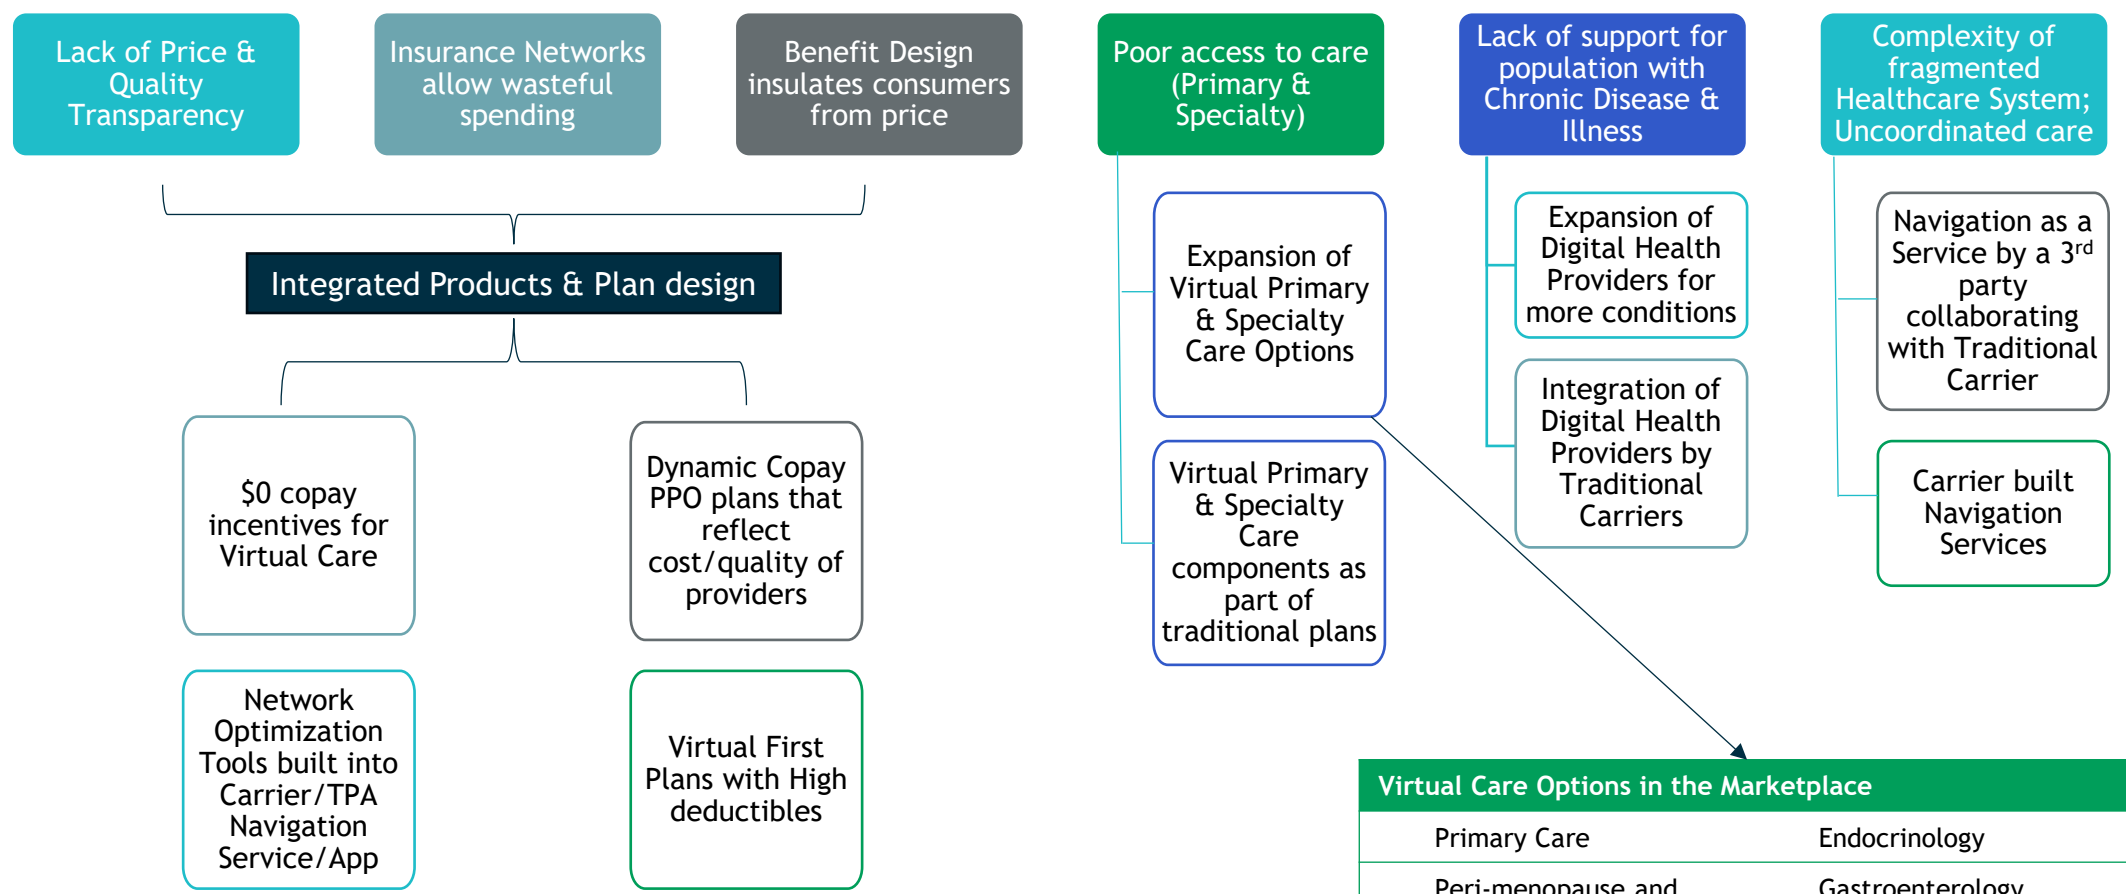 Lack of Price &
Quality
Transparency
Insurance Networks
allow wasteful
spending
Benefit Design
insulates consumers
from price
Poor access to care
(Primary &
Specialty)
Lack of support for
population with
Chronic Disease &
Illness
Complexity of
fragmented
Healthcare System;
Uncoordinated care
Integrated Products & Plan design
$0 copay
incentives for
Virtual Care
Dynamic Copay
PPO plans that
reflect
cost/quality of
providers
Network
Optimization
Tools built into
Carrier/TPA
Navigation
Service/App
Virtual First
Plans with High
deductibles
Expansion of
Virtual Primary
& Specialty
Care Options
Virtual Primary
& Specialty
Care
components as
part of
traditional plans
Expansion of
Digital Health
Providers for
more conditions
Integration of
Digital Health
Providers by
Traditional
Carriers
Navigation as a
Service by a 3rd
party
collaborating
with Traditional
Carrier
Carrier built
Navigation
Services
Virtual Care Options in the Marketplace
Primary Care
Endocrinology
Peri-menopause and
Gastroenterology